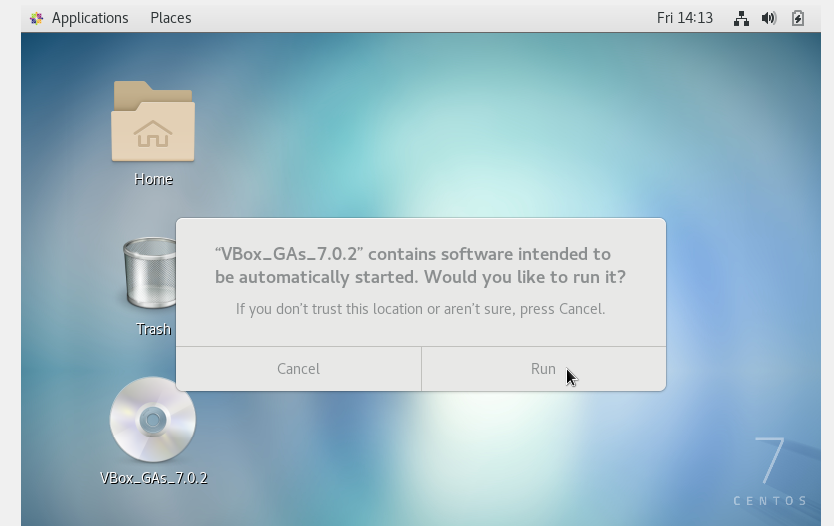 Applications Places Fri 14:13
Home
“VBox_GAs_7.0.2” contains software intended to
be automatically started. Would you like to run it?
If you don’t trust this location or aren’t sure, press Cancel.
Trash
Cancel Run
VBox_GAs_7.0.2
7
CENTOS